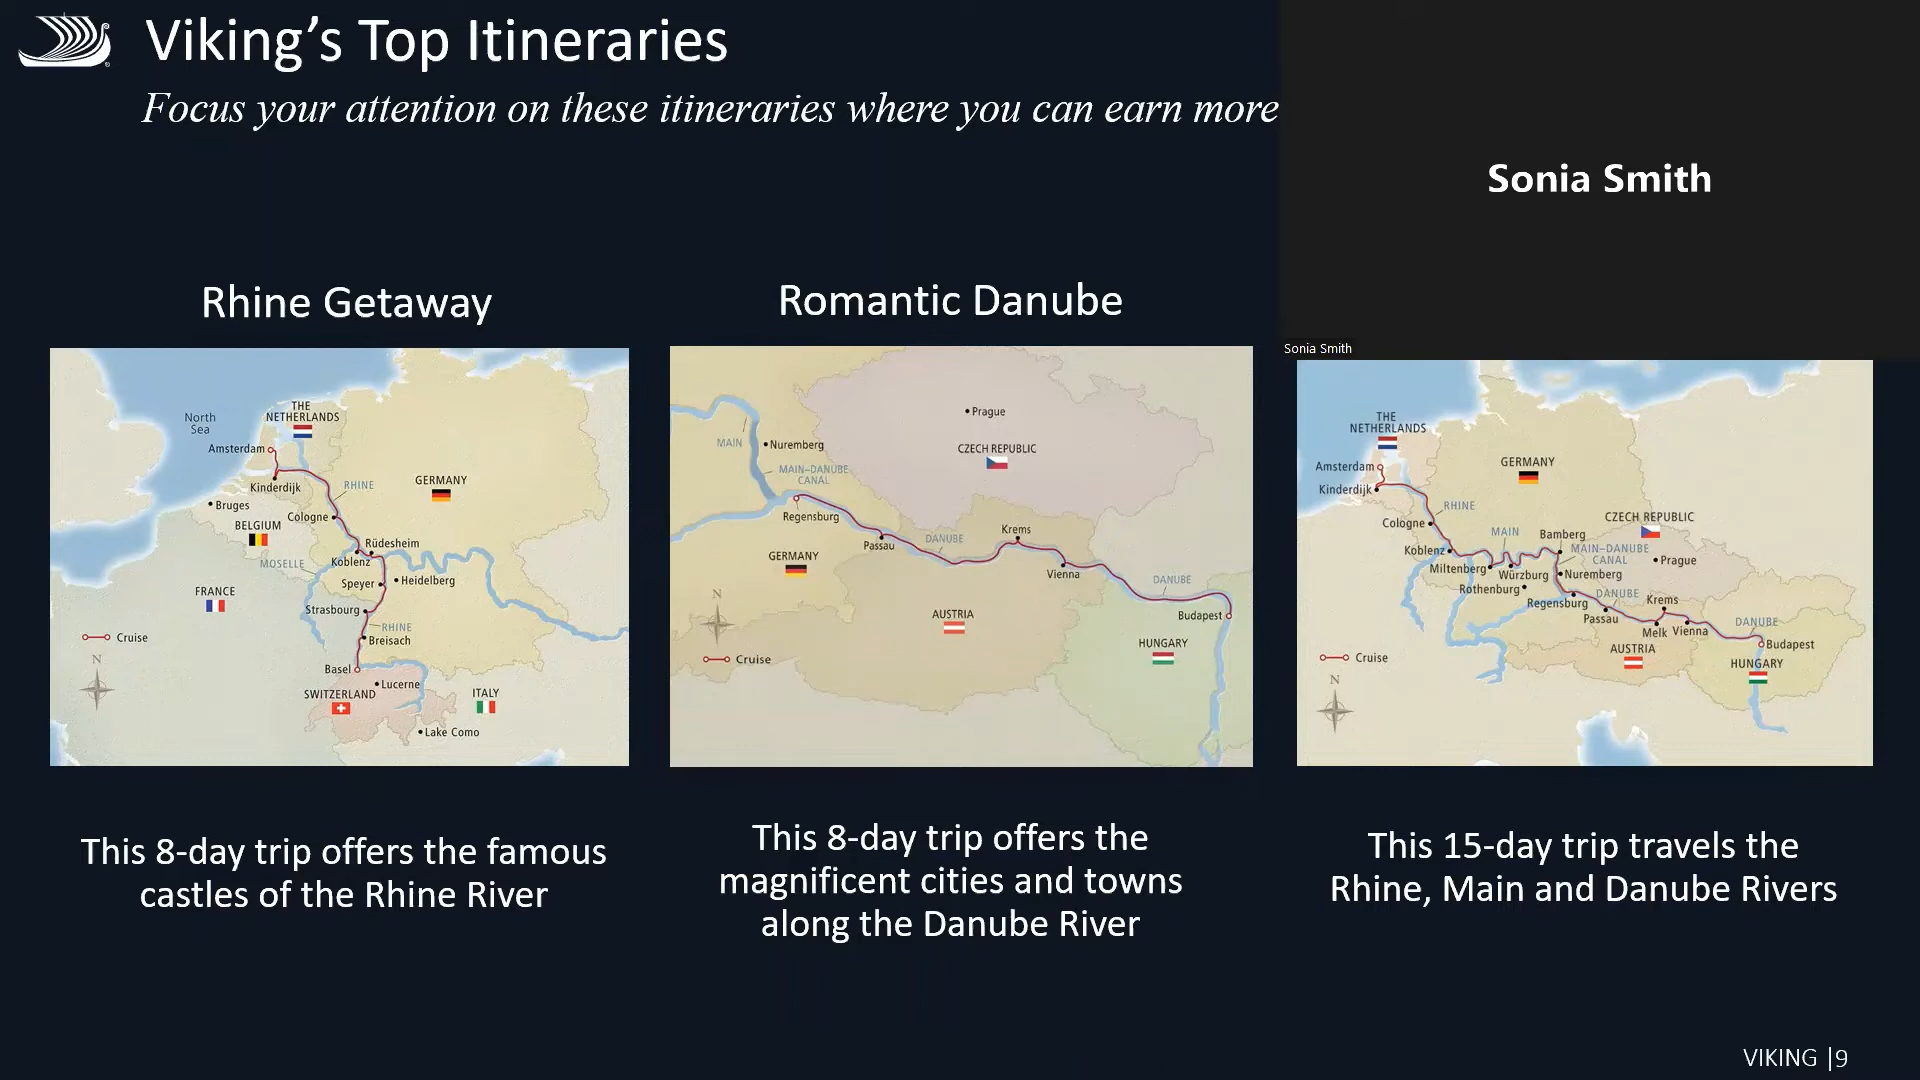 Viking’s Top Itineraries
Focus your attention on these itineraries where you can earn more
Sonia Smith
Sonia Smith
Rhine Getaway
North
Sea
THE
NETHERLANDS
Amsterdam
Kinderdijk
RHINE
GERMANY
Bruges
BELGIUM
Cologne
Rüdesheim
Koblenz
MOSELLE
Speyer
Heidelberg
FRANCE
Strasbourg
RHINE
Breisach
Cruise
N
Basel
Lucerne
SWITZERLAND
ITALY
Lake Como
This 8-day trip offers the famous
castles of the Rhine River
Romantic Danube
Prague
MAIN
Nuremberg
CZECH REPUBLIC
MAIN–DANUBE
CANAL
Regensburg
Passau
DANUBE
Krems
GERMANY
Vienna
DANUBE
N
AUSTRIA
Budapest
HUNGARY
Cruise
This 8-day trip offers the
magnificent cities and towns
along the Danube River
THE
NETHERLANDS
Amsterdam
Kinderdijk
GERMANY
RHINE
Cologne
CZECH REPUBLIC
MAIN
Bamberg
Koblenz
MAIN–DANUBE
CANAL
Prague
Miltenberg
Würzburg
Nuremberg
Rothenburg
Regensburg
DANUBE
Krems
Passau
Melk
Vienna
DANUBE
Budapest
AUSTRIA
HUNGARY
Cruise
N
This 15-day trip travels the
Rhine, Main and Danube Rivers
VIKING |9